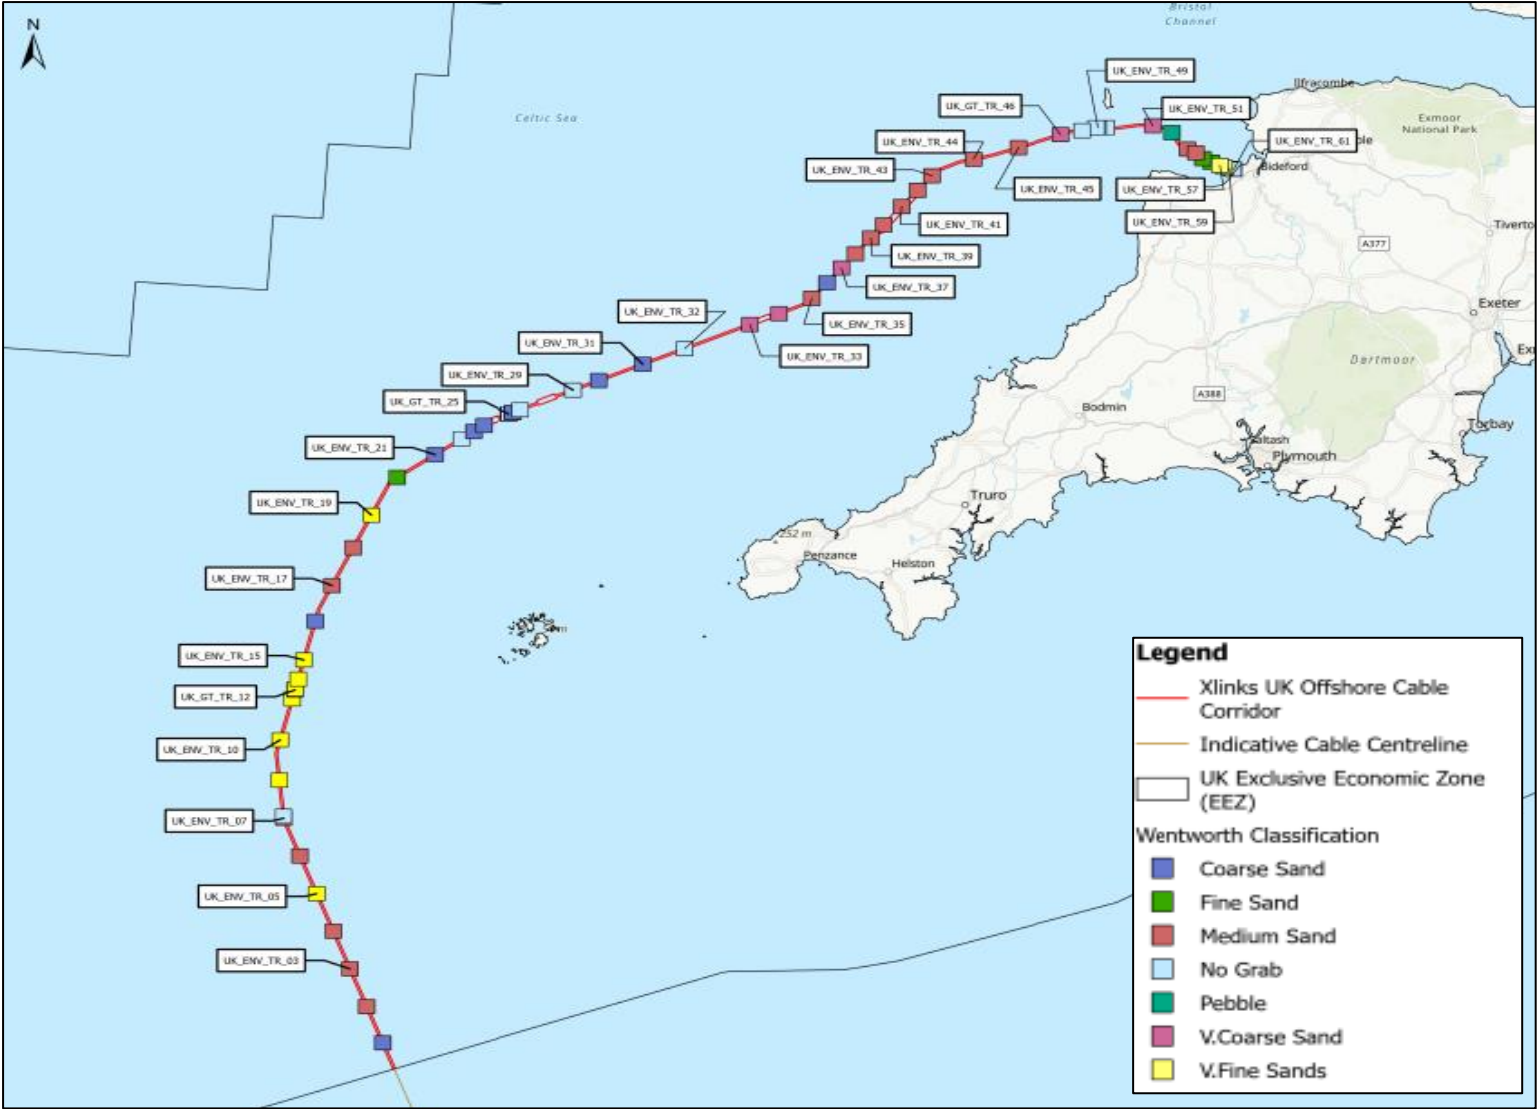 N
Bristol
Channel
UK_ENV_TR_49
Ilfracombe
UK_GT_TR_46
UK_ENV_TR_51
Celtic Sea
Exmoor
National Park
UK_ENV_TR_44
UK_ENV_TR_61
ple
UK_ENV_TR_43
Bideford
UK_ENV_TR_45
UK_ENV_TR_57
UK_ENV_TR_41
UK_ENV_TR_59
Tiverto
A377
UK_ENV_TR_39
UK_ENV_TR_37
Exeter
UK_ENV_TR_32
UK_ENV_TR_35
UK_ENV_TR_31
UK_ENV_TR_33
Ex
Dartmoor
UK_ENV_TR_29
A388
UK_GT_TR_25
Bodmin
Torbay
UK_ENV_TR_21
altash
Plymouth
UK_ENV_TR_19
Truro
252 m
Penzance
Helston
UK_ENV_TR_17
UK_ENV_TR_15
UK_GT_TR_12
UK_ENV_TR_10
UK_ENV_TR_07
UK_ENV_TR_05
UK_ENV_TR_03
Legend
Xlinks UK Offshore Cable
Corridor
Indicative Cable Centreline
UK Exclusive Economic Zone
(EEZ)
Wentworth Classification
Coarse Sand
Fine Sand
Medium Sand
No Grab
Pebble
V.Coarse Sand
V.Fine Sands